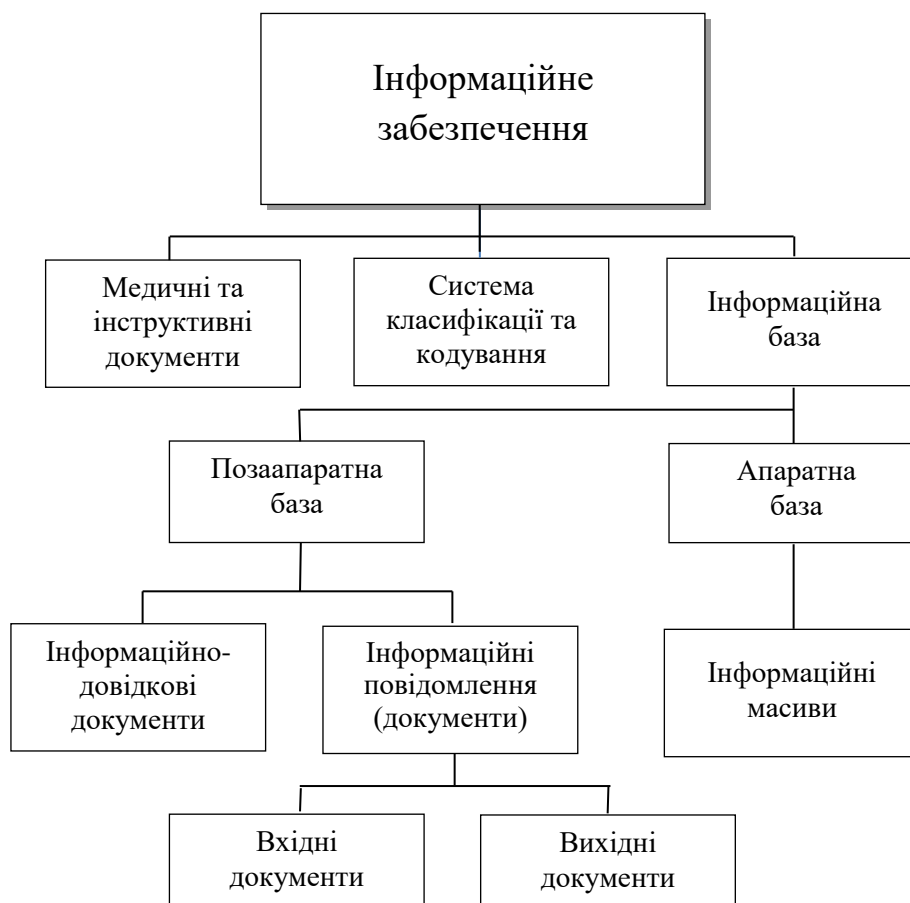 Інформаційне
забезпечення
Медичні та
інструктивні
документи
Система
класифікації та
кодування
Інформаційна
база
Позаапаратна
база
Апаратна
база
Інформаційно-
довідкові
документи
Інформаційні
повідомлення
(документи)
Інформаційні
масиви
Вхідні
документи
Вихідні
документи